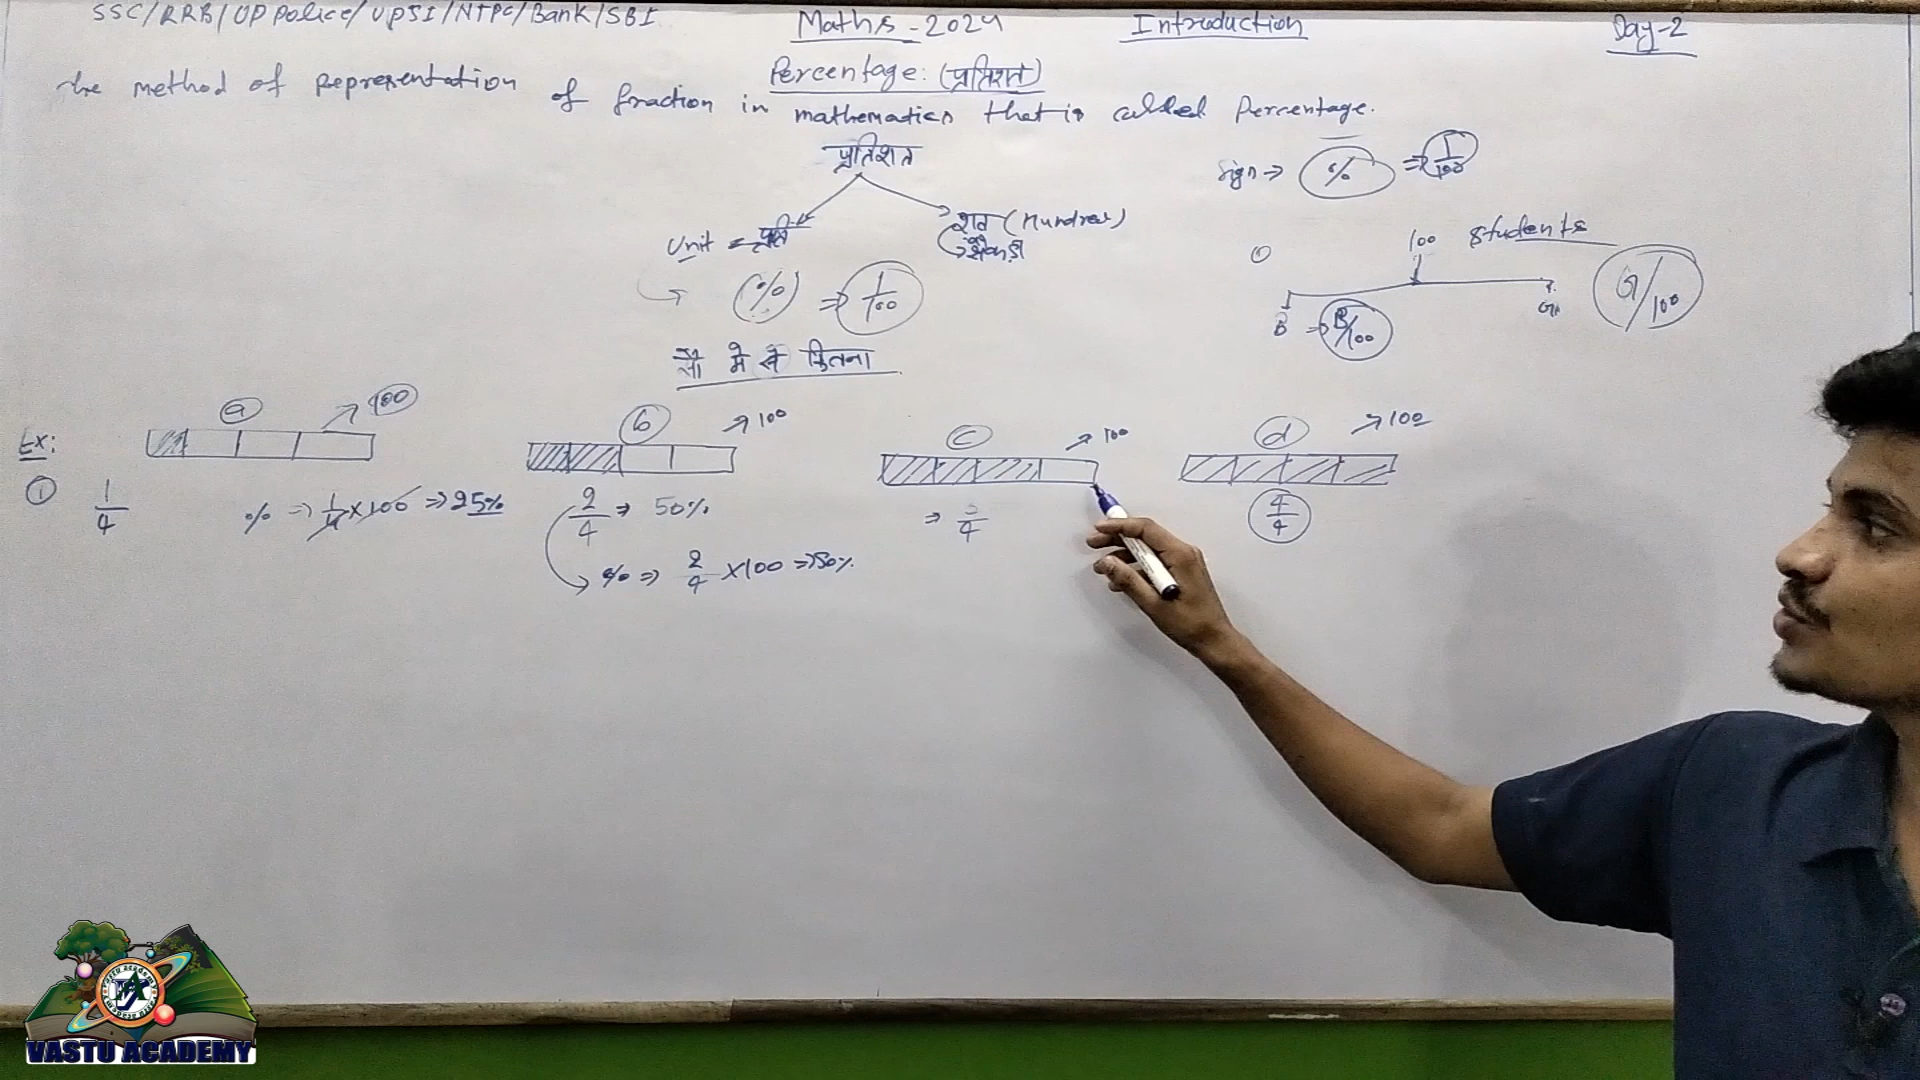 SSC/RRB/UP Police/UPSI/NTPC/Bank/SBI Maths-2024 Introduction Day-2
Percentage: (प्रतिशत)
the method of representation of fraction in mathematics that is called Percentage.
प्रतिशत
Sign ⇒ % ⇒ 1/100
Unit = प्रति
शत (Hundred)
सैकड़ा
(%) ⇒ 1/100
सौ में से कितना
① 100 students
B ⇒ B/100
G
G/100
Ex:
ⓐ → 100
ⓑ → 100
ⓒ → 100
ⓓ → 100
① 1/4 % ⇒ 1/4 × 100 ⇒ 25%
2/4 ⇒ 50%
% ⇒ 2/4 × 100 ⇒ 50%
⇒ 3/4
4/4
VASTU ACADEMY